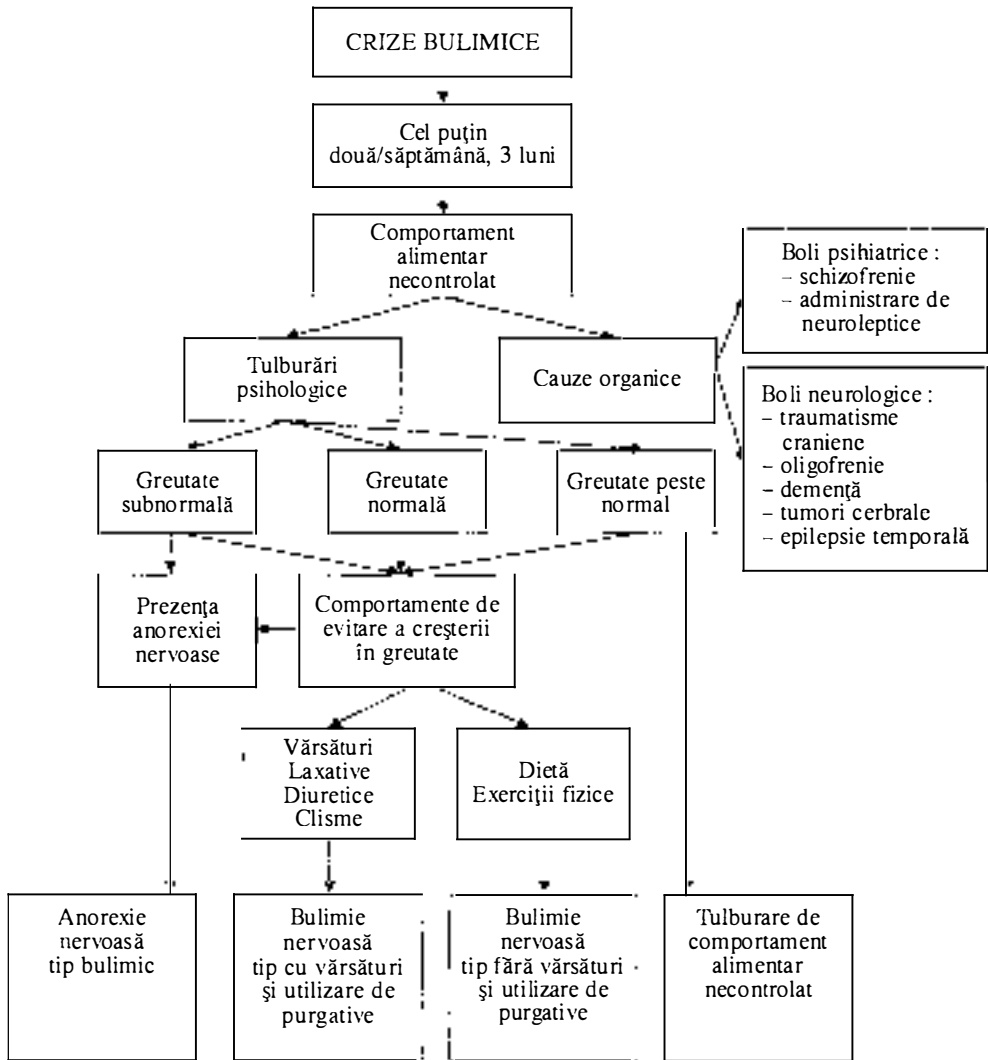 CRIZE BULIMICE
Cel puţin
două/săptămână, 3 luni
Comportament
alimentar
necontrolat
Boli psihiatrice :
– schizofrenie
– administrare de
neuroleptice
Tulburări
psihologice
Cauze organice
Boli neurologice :
– traumatisme
craniene
– oligofrenie
– demenţă
– tumori cerbrale
– epilepsie temporală
Greutate
subnormală
Greutate
normală
Greutate peste
normal
Prezenţa
anorexiei
nervoase
Comportamente de
evitare a creşterii
în greutate
Vărsături
Laxative
Diuretice
Clisme
Dietă
Exerciţii fizice
Anorexie
nervoasă
tip bulimic
Bulimie
nervoasă
tip cu vărsături
şi utilizare de
purgative
Bulimie
nervoasă
tip fără vărsături
şi utilizare de
purgative
Tulburare de
comportament
alimentar
necontrolat